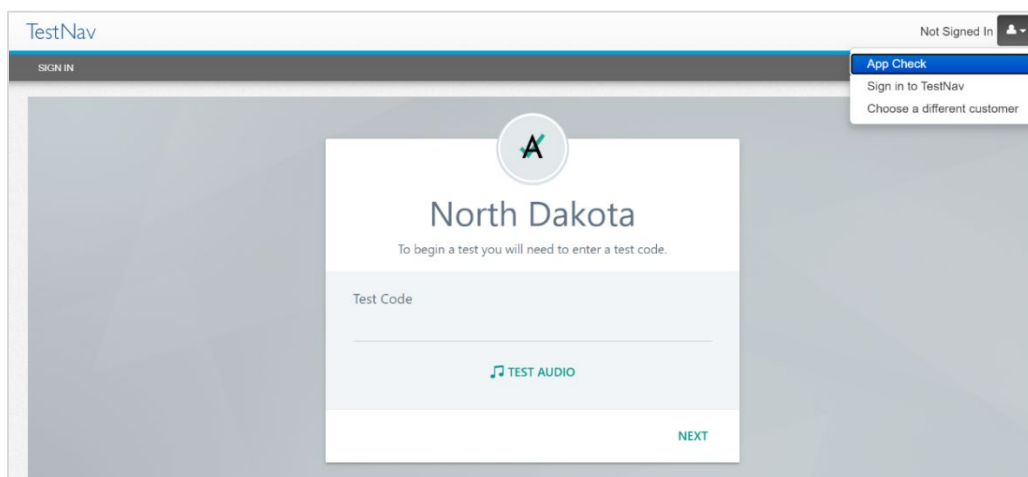 TestNav
Not Signed In
SIGN IN
App Check
Sign in to TestNav
Choose a different customer
North Dakota
To begin a test you will need to enter a test code.
Test Code
TEST AUDIO
NEXT